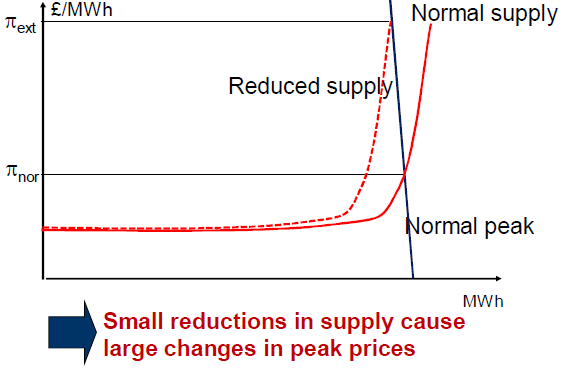 £/MWh
Normal supply
πext
Reduced supply
πnor
Normal peak
MWh
Small reductions in supply cause
large changes in peak prices